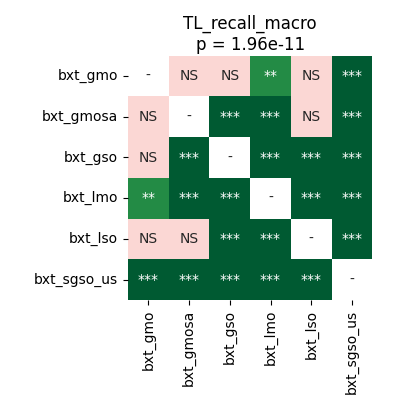 TL_recall_macro
p = 1.96e-11
bxt_gmo - NS NS ** NS ***
bxt_gmosa NS - *** *** NS ***
bxt_gso NS *** - *** *** ***
bxt_lmo ** *** *** - *** ***
bxt_lso NS NS *** *** - ***
bxt_sgso_us *** *** *** *** *** -
bxt_gmo bxt_gmosa bxt_gso bxt_lmo bxt_lso bxt_sgso_us